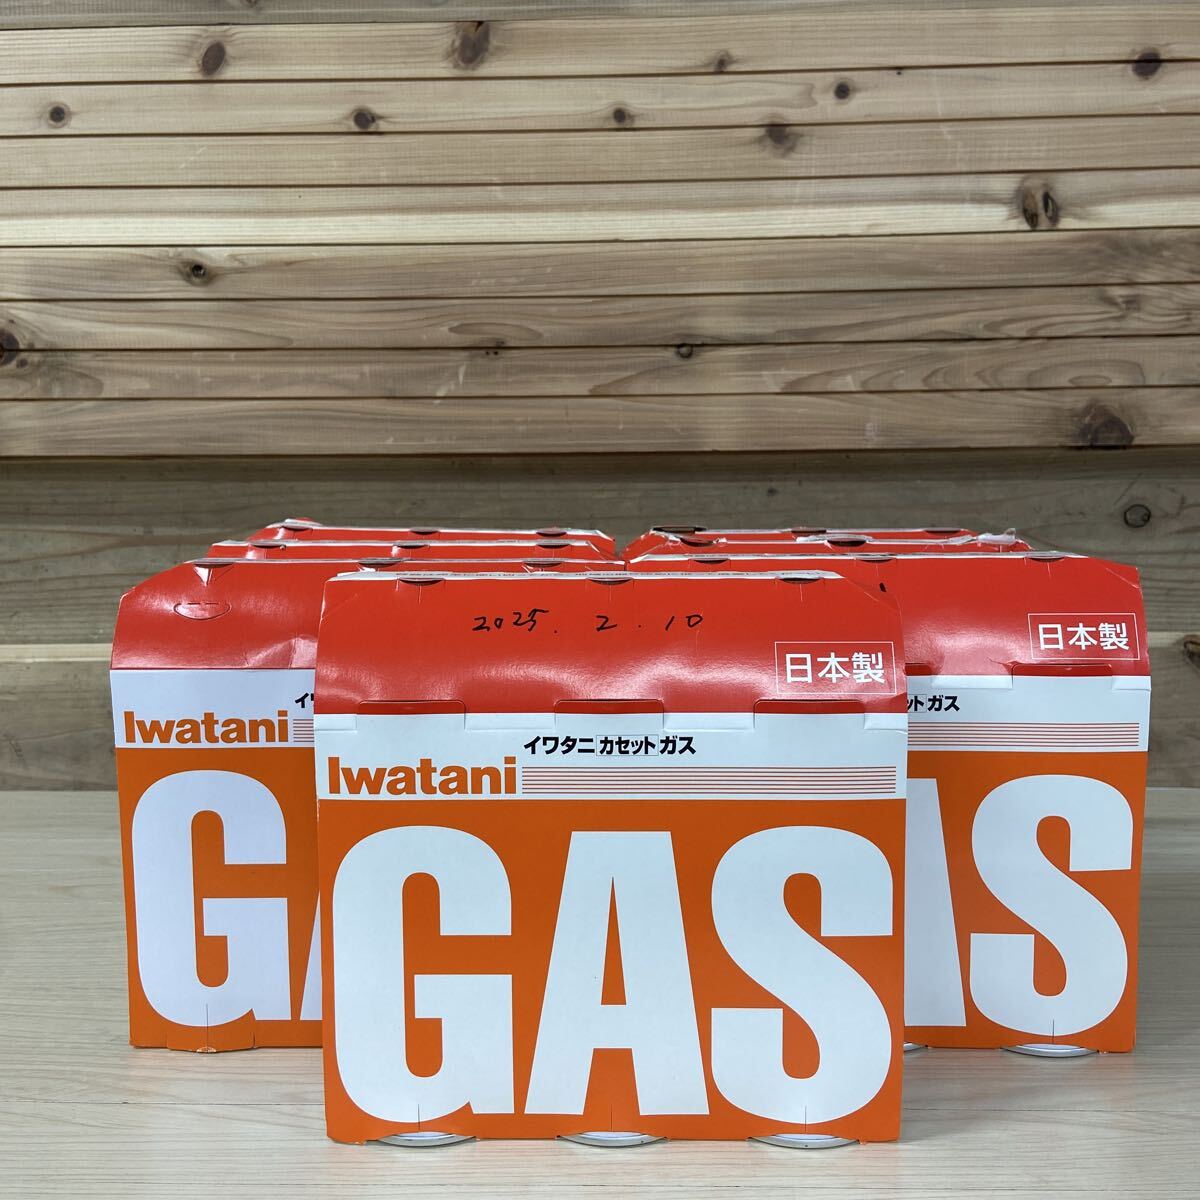 2025. 2. 10
日本製
イワタニカセットガス
Iwatani
GAS
イ
Iwatani
G
日本製
ットガス
AS